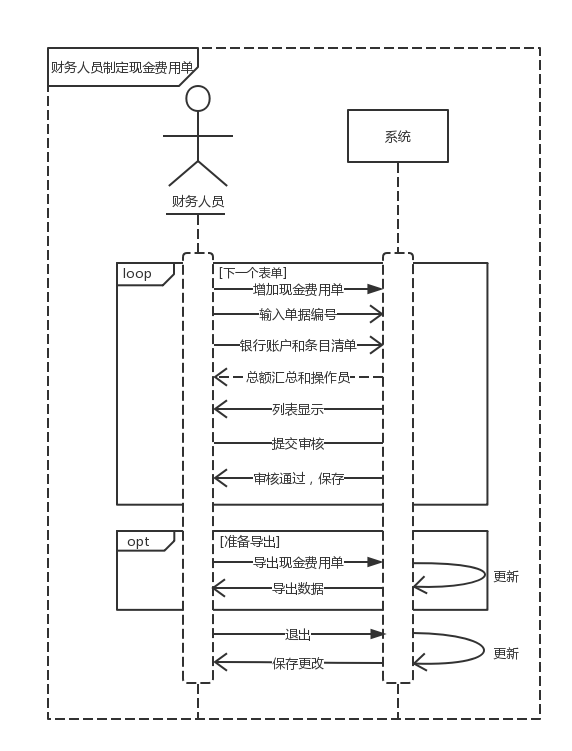 财务人员制定现金费用单
系统
财务人员
loop
[下一个表单]
增加现金费用单
输入单据编号
银行账户和条目清单
总额汇总和操作员
列表显示
提交审核
审核通过，保存
opt
[准备导出]
导出现金费用单
更新
导出数据
退出
更新
保存更改